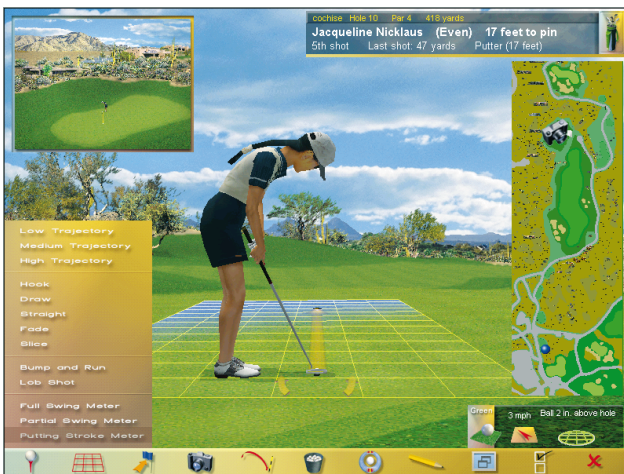 cochise Hole 10 Par 4 418 yards
Jacqueline Nicklaus (Even) 17 feet to pin
5th shot Last shot: 47 yards Putter (17 feet)
Low Trajectory
Medium Trajectory
High Trajectory
Hook
Draw
Straight
Fade
Slice
Bump and Run
Lob Shot
Full Swing Meter
Partial Swing Meter
Putting Stroke Meter
Green
3 mph
Ball 2 in. above hole